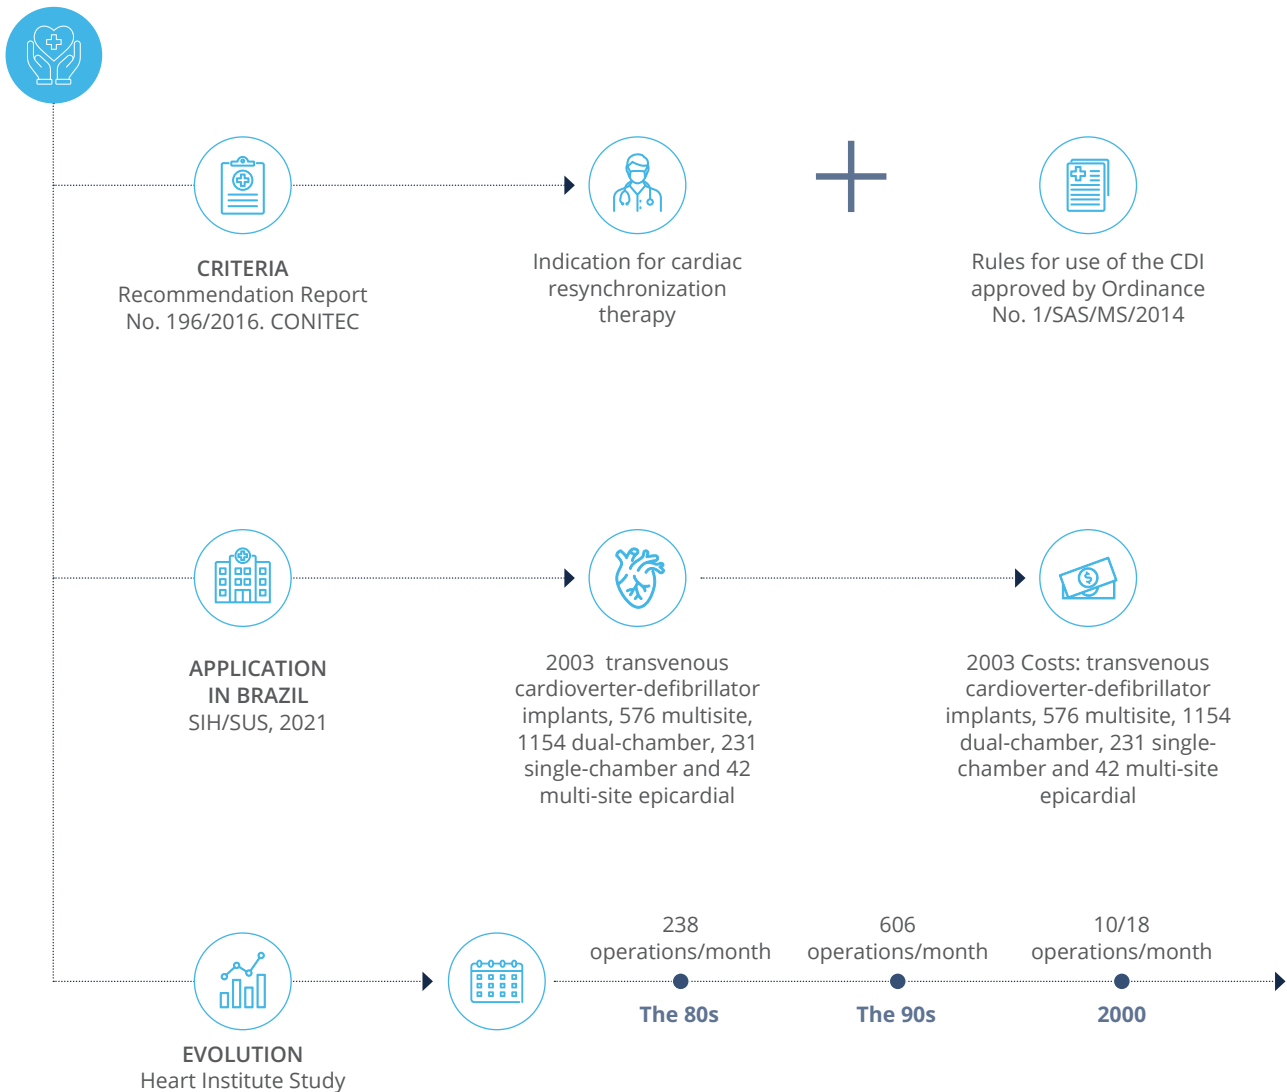 CRITERIA
Recommendation Report
No. 196/2016. CONITEC
Indication for cardiac
resynchronization
therapy
Rules for use of the CDI
approved by Ordinance
No. 1/SAS/MS/2014
APPLICATION
IN BRAZIL
SIH/SUS, 2021
2003 transvenous
cardioverter-defibrillator
implants, 576 multisite,
1154 dual-chamber, 231
single-chamber and 42
multi-site epicardial
2003 Costs: transvenous
cardioverter-defibrillator
implants, 576 multisite, 1154
dual-chamber, 231 single-
chamber and 42 multi-site
epicardial
EVOLUTION
Heart Institute Study
238
operations/month
The 80s
606
operations/month
The 90s
10/18
operations/month
2000